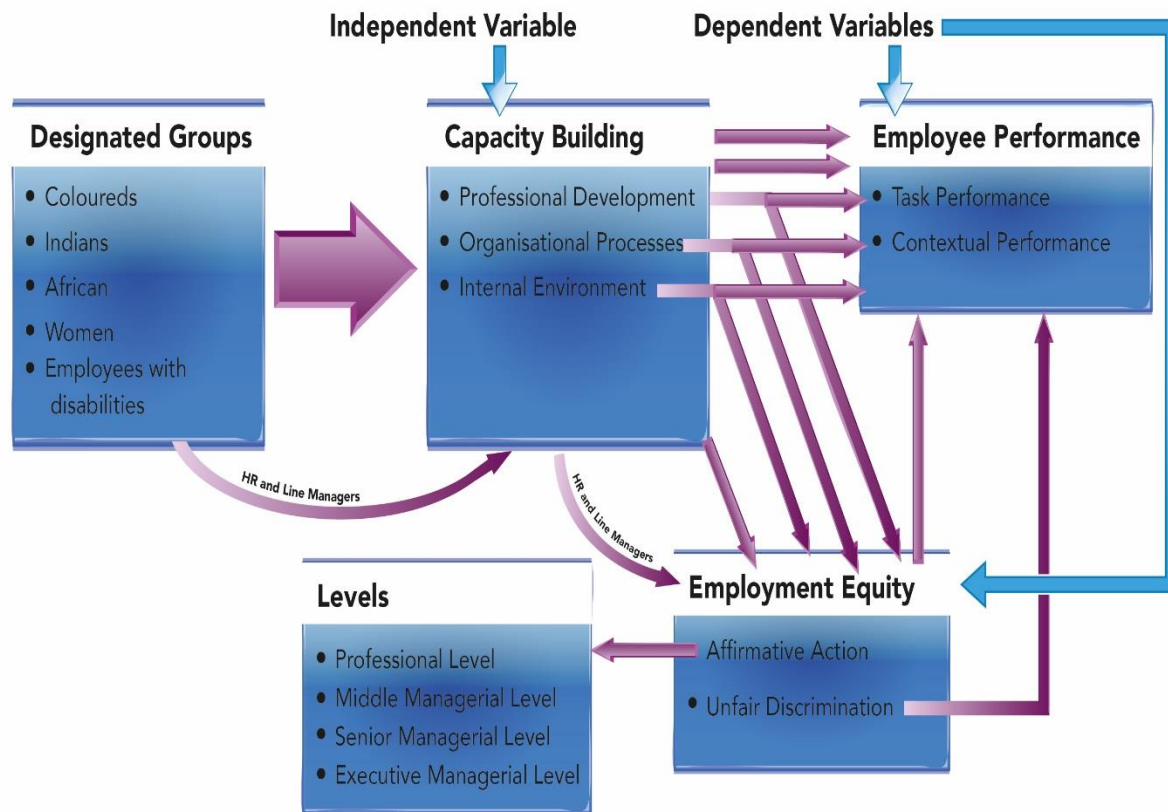 Independent Variable
Dependent Variables
Designated Groups
• Coloureds
• Indians
• African
• Women
• Employees with
disabilities
Capacity Building
• Professional Development
• Organisational Processes
• Internal Environment
Employee Performance
• Task Performance
• Contextual Performance
HR and Line Managers
HR and Line Managers
Levels
• Professional Level
• Middle Managerial Level
• Senior Managerial Level
• Executive Managerial Level
Employment Equity
Affirmative Action
• Unfair Discrimination